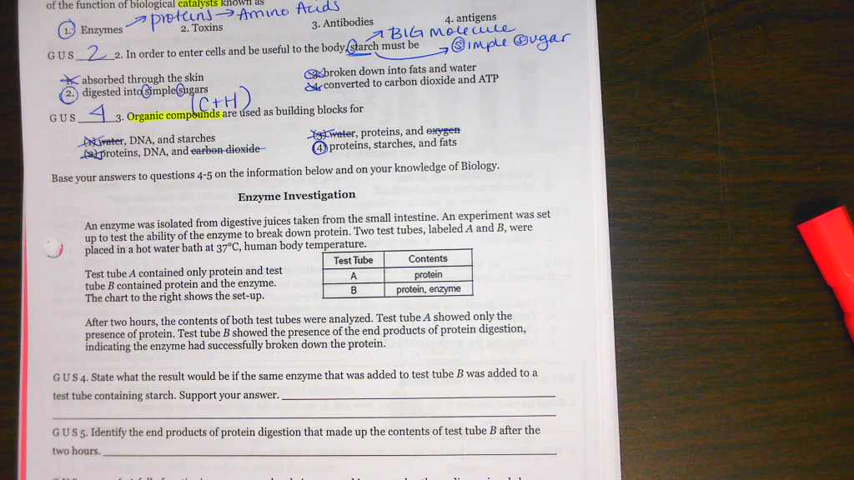 of the function of biological catalysts known as
→ proteins → Amino Acids
1. Enzymes 2. Toxins 3. Antibodies 4. antigens
→ BIG molecule
G U S 2 2. In order to enter cells and be useful to the body, starch must be → Simple Sugar
absorbed through the skin broken down into fats and water
2. digested into simple sugars converted to carbon dioxide and ATP
(C+H)
G U S 4 3. Organic compounds are used as building blocks for
(1) water, DNA, and starches (3) water, proteins, and oxygen
(2) proteins, DNA, and carbon dioxide (4) proteins, starches, and fats
Base your answers to questions 4-5 on the information below and on your knowledge of Biology.
Enzyme Investigation
An enzyme was isolated from digestive juices taken from the small intestine. An experiment was set
up to test the ability of the enzyme to break down protein. Two test tubes, labeled A and B, were
placed in a hot water bath at 37°C, human body temperature.
Test tube A contained only protein and test
tube B contained protein and the enzyme.
The chart to the right shows the set-up.
Test Tube Contents
A protein
B protein, enzyme
After two hours, the contents of both test tubes were analyzed. Test tube A showed only the
presence of protein. Test tube B showed the presence of the end products of protein digestion,
indicating the enzyme had successfully broken down the protein.
G U S 4. State what the result would be if the same enzyme that was added to test tube B was added to a
test tube containing starch. Support your answer.
G U S 5. Identify the end products of protein digestion that made up the contents of test tube B after the
two hours.